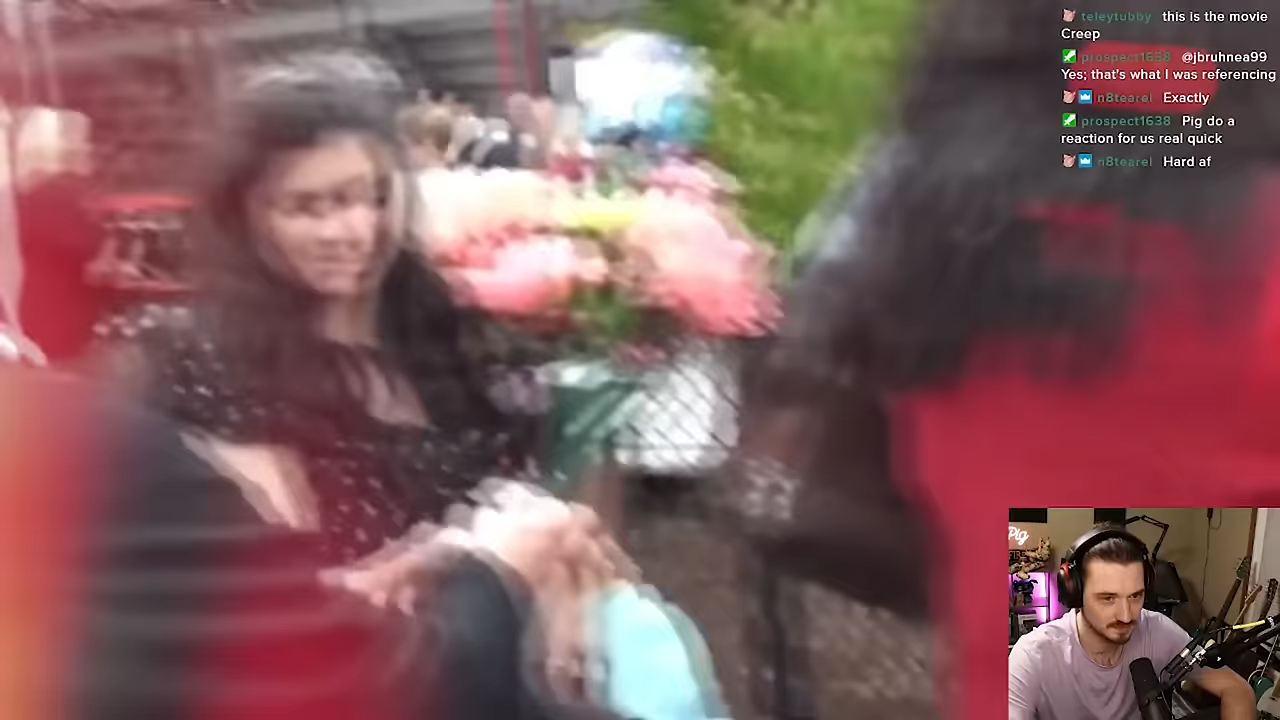 teleytubby this is the movie
Creep
prospect1638 @jbruhnea99
Yes; that's what I was referencing
n8tearel Exactly
prospect1638 Pig do a
reaction for us real quick
n8tearel Hard af
Pig